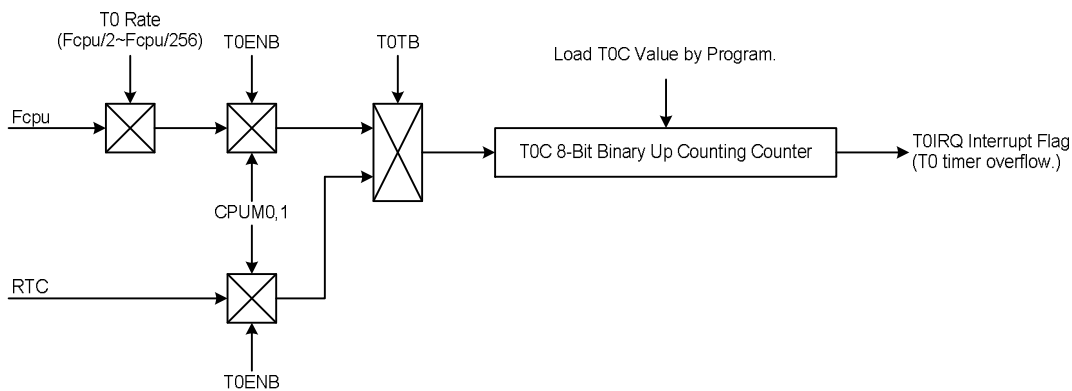 T0 Rate
(Fcpu/2~Fcpu/256)
T0ENB
T0TB
Load T0C Value by Program.
Fcpu
T0C 8-Bit Binary Up Counting Counter
T0IRQ Interrupt Flag
(T0 timer overflow.)
CPUM0,1
RTC
T0ENB